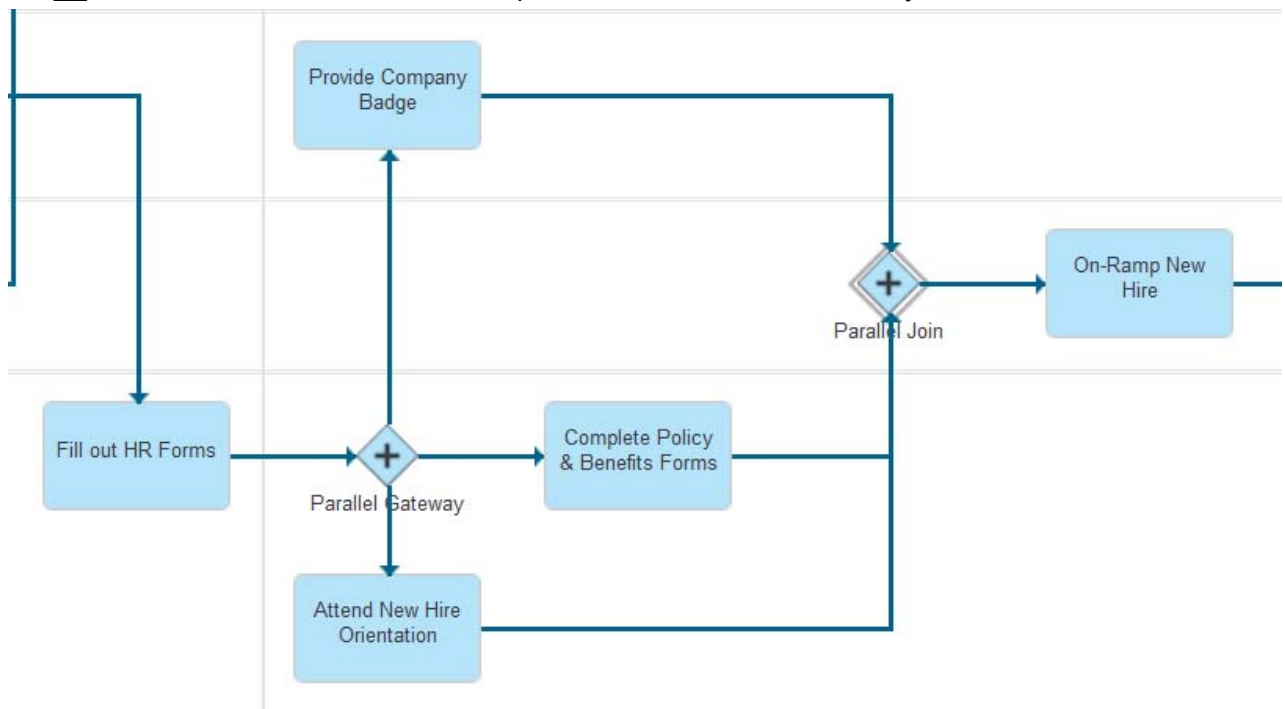 Provide Company
Badge
On-Ramp New
Hire
Parallel Join
Fill out HR Forms
Complete Policy
& Benefits Forms
Parallel Gateway
Attend New Hire
Orientation